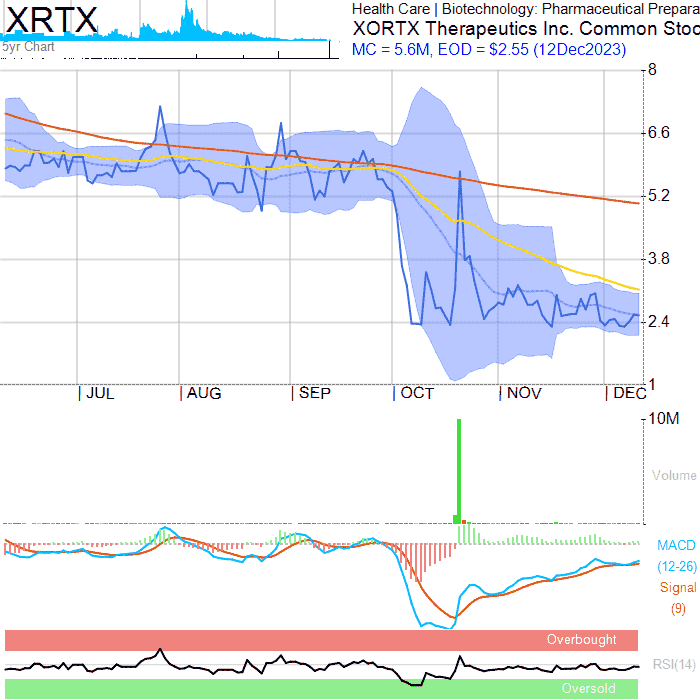 XRTX
5yr Chart
Health Care | Biotechnology: Pharmaceutical Prepara
XORTX Therapeutics Inc. Common Stoc
MC = 5.6M, EOD = $2.55 (12Dec2023)
8
6.6
5.2
3.8
2.4
1
| JUL | AUG | SEP | OCT | NOV | DEC
10M
Volume
MACD
(12-26)
Signal
(9)
Overbought
RSI(14)
Oversold